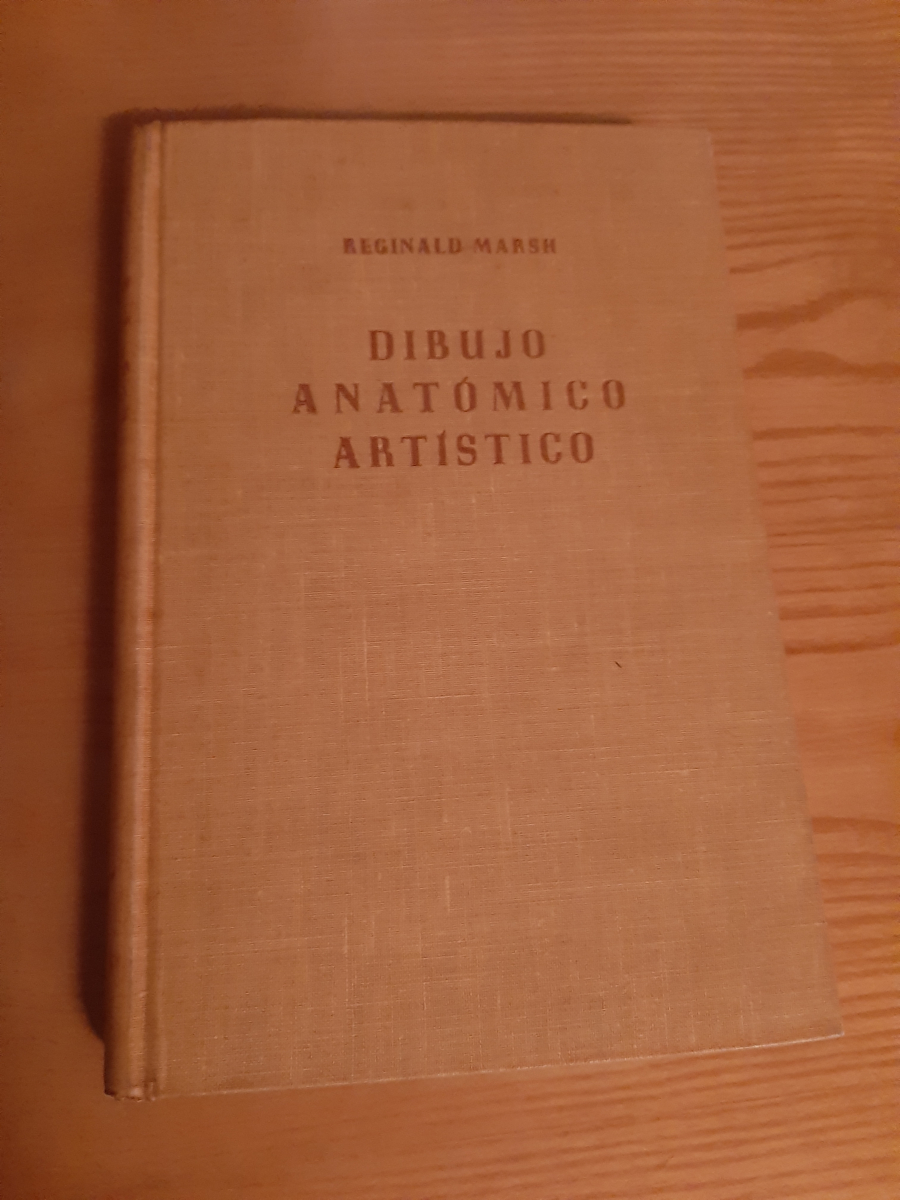 REGINALD MARSH
DIBUJO
ANATÓMICO
ARTÍSTICO